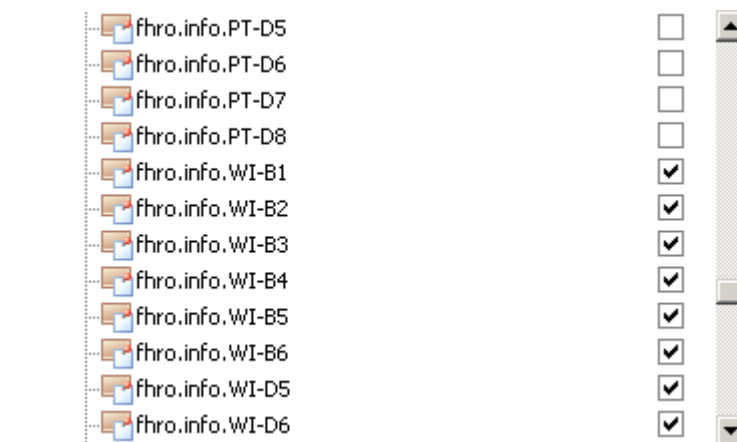 fhro.info.PT-D5
fhro.info.PT-D6
fhro.info.PT-D7
fhro.info.PT-D8
fhro.info.WI-B1
fhro.info.WI-B2
fhro.info.WI-B3
fhro.info.WI-B4
fhro.info.WI-B5
fhro.info.WI-B6
fhro.info.WI-D5
fhro.info.WI-D6